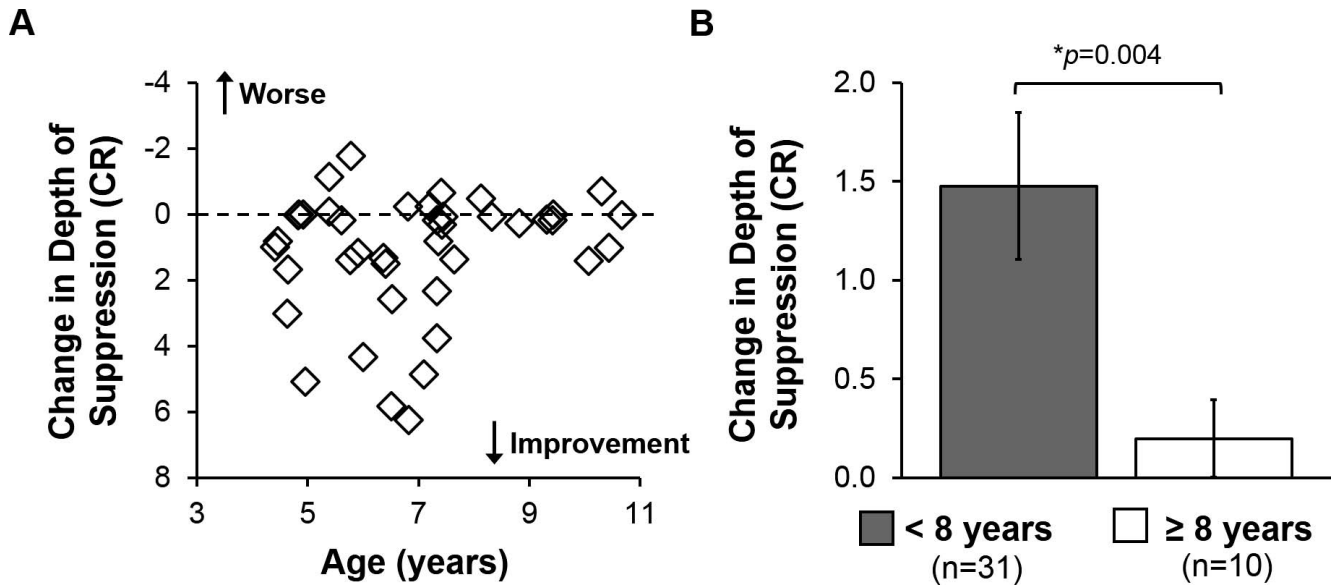 A
Change in Depth of
Suppression (CR)
-4
-2
0
2
4
6
8
Worse
Improvement
3 5 7 9 11
Age (years)
B
*p=0.004
Change in Depth of
Suppression (CR)
2.0
1.5
1.0
0.5
0.0
< 8 years
(n=31)
≥ 8 years
(n=10)